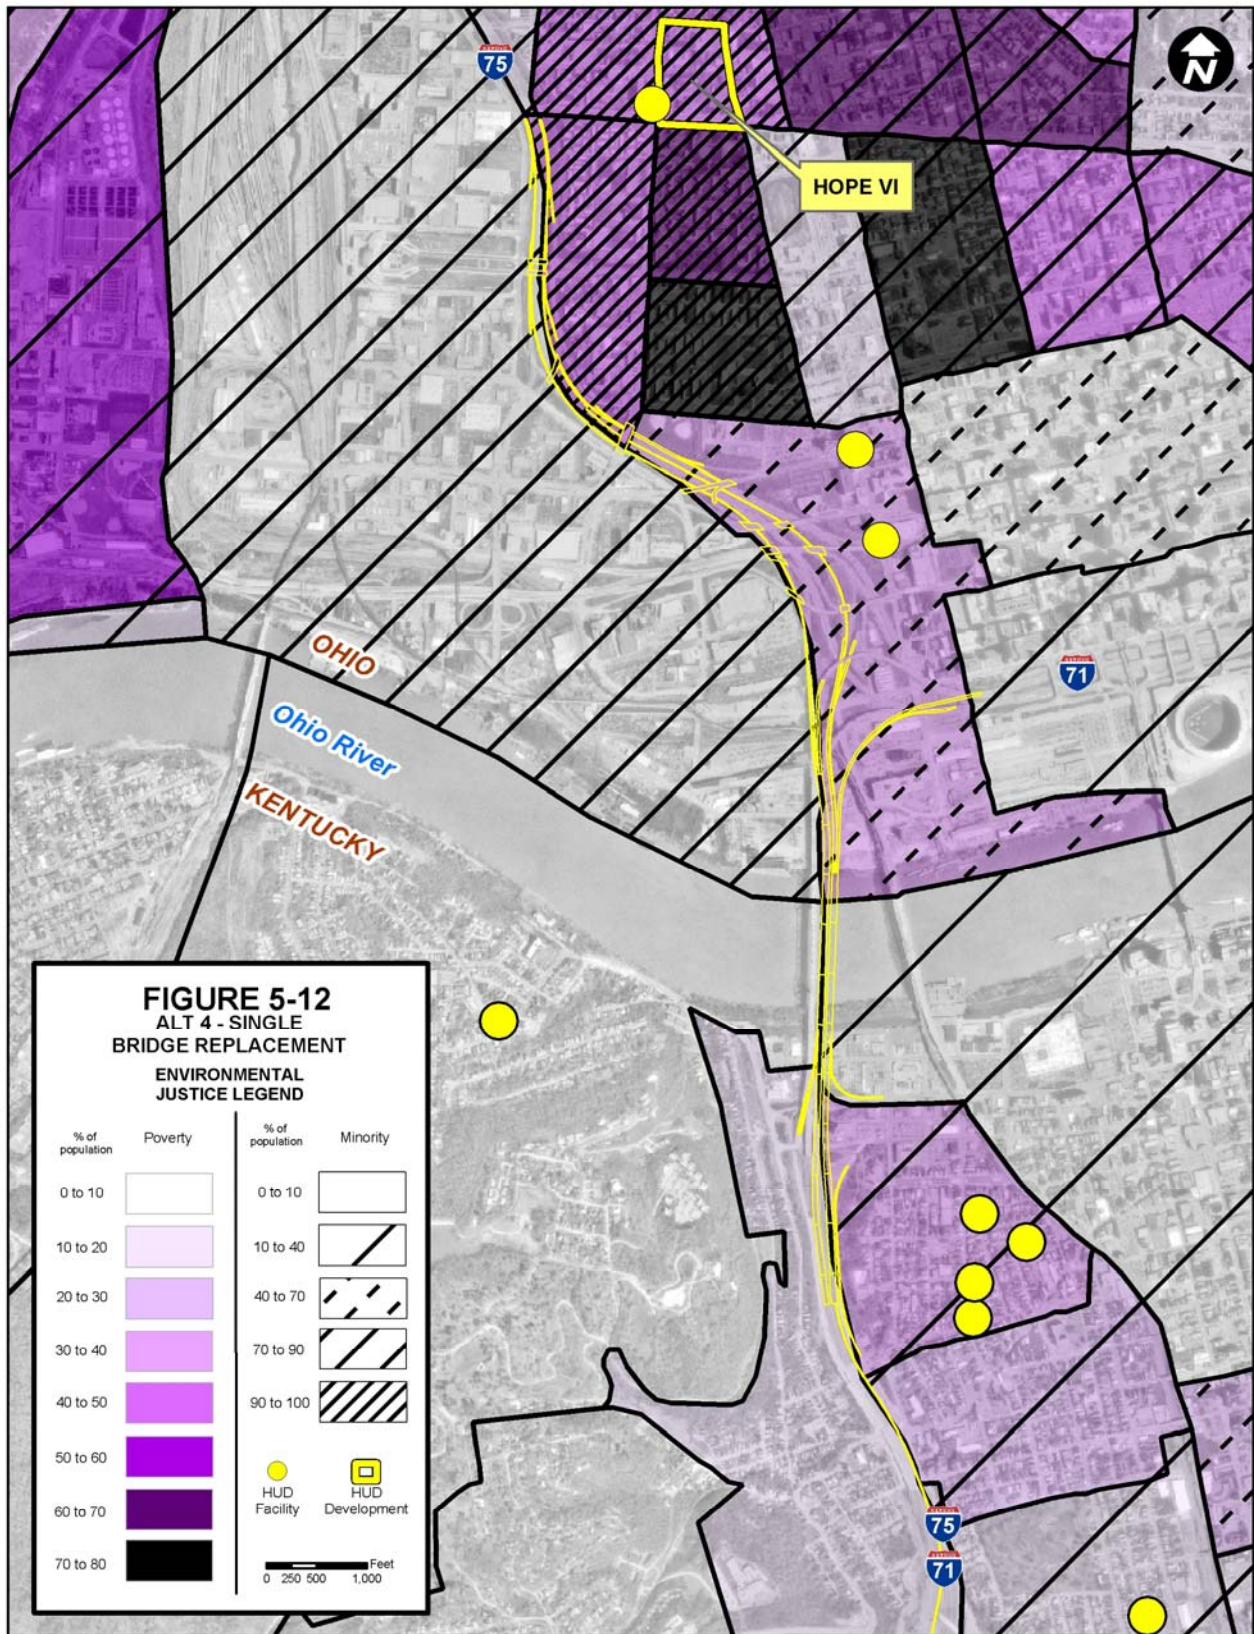 75
N
HOPE VI
71
OHIO
Ohio River
KENTUCKY
FIGURE 5-12
ALT 4 - SINGLE
BRIDGE REPLACEMENT
ENVIRONMENTAL
JUSTICE LEGEND
% of
population
Poverty
0 to 10
10 to 20
20 to 30
30 to 40
40 to 50
50 to 60
60 to 70
70 to 80
% of
population
Minority
0 to 10
10 to 40
40 to 70
70 to 90
90 to 100
HUD
Facility
HUD
Development
Feet
0 250 500 1,000
75
71